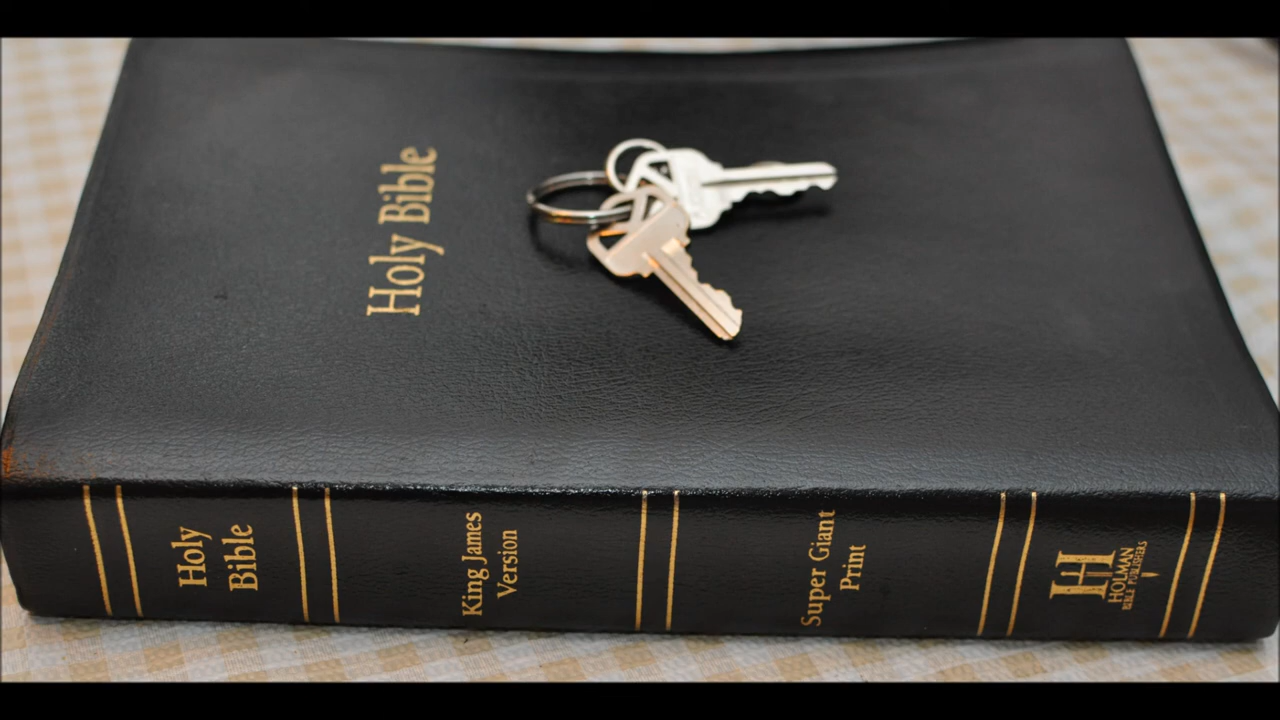 Holy Bible
Holy
Bible
King James
Version
Super Giant
Print
HOLMAN
BIBLE PUBLISHERS